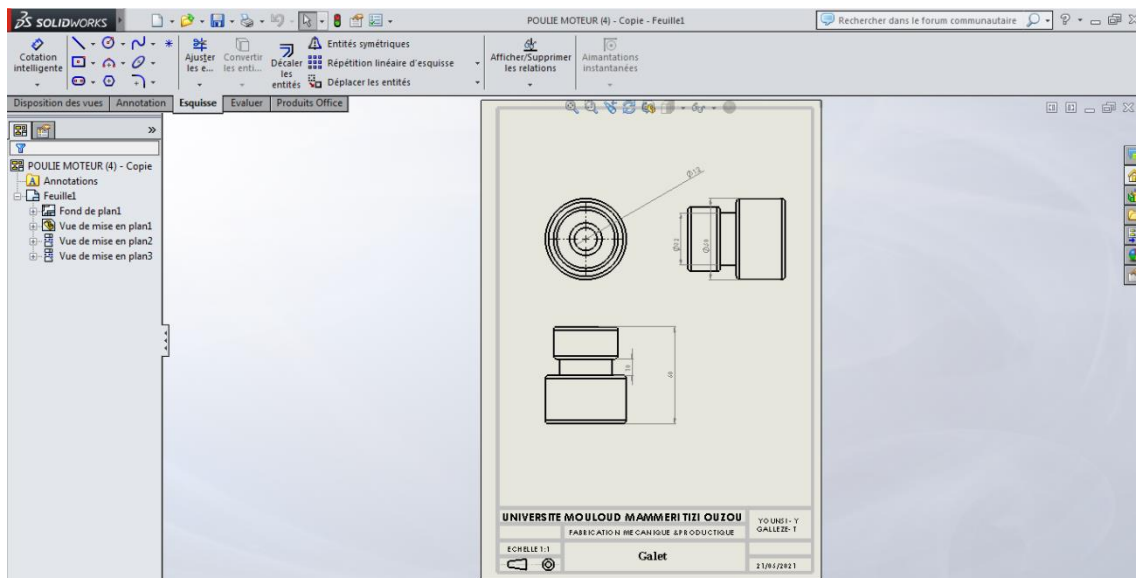 SOLIDWORKS
POULIE MOTEUR (4) - Copie - Feuille1
Rechercher dans le forum communautaire
Cotation intelligente
Ajuster les e...
Convertir les enti...
Décaler les entités
Entités symétriques
Répétition linéaire d'esquisse
Déplacer les entités
Afficher/Supprimer les relations
Aimantations instantanées
Disposition des vues
Annotation
Esquisse
Evaluer
Produits Office
POULIE MOTEUR (4) - Copie
Annotations
Feuille1
Fond de plan1
Vue de mise en plan1
Vue de mise en plan2
Vue de mise en plan3
UNIVERSITE MOULOUD MAMMERI TIZI OUZOU
FABRICATION MECANIQUE &PRODUCTIQUE
YOUNSI- Y
GALLEZE- T
ECHELLE 1:1
Galet